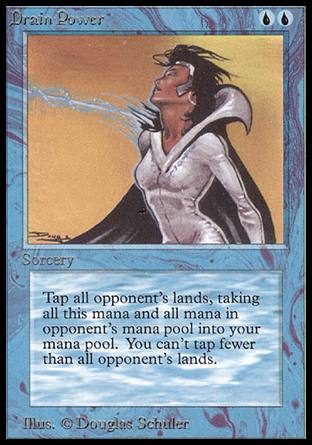 Drain Power
Sorcery
Tap all opponent's lands, taking
all this mana and all mana in
opponent's mana pool into your
mana pool. You can't tap fewer
than all opponent's lands.
Illus. © Douglas Schuler